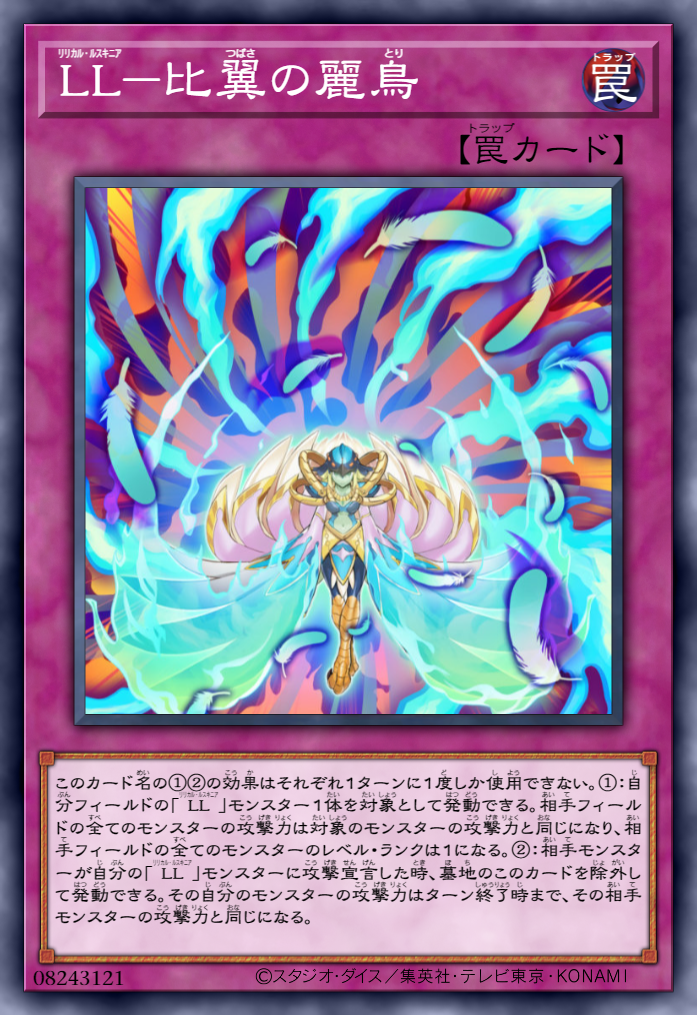 LL－比翼の麗鳥
罠
【罠カード】
このカード名の①②の効果はそれぞれ1ターンに1度しか使用できない。①：自
分フィールドの「LL」モンスター1体を対象として発動できる。相手フィール
ドの全てのモンスターの攻撃力は対象のモンスターの攻撃力と同じになり、相
手フィールドの全てのモンスターのレベル・ランクは1になる。②：相手モンスタ
ーが自分の「LL」モンスターに攻撃宣言した時、墓地のこのカードを除外し
て発動できる。その自分のモンスターの攻撃力はターン終了時まで、その相手
モンスターの攻撃力と同じになる。
08243121 ©スタジオ・ダイス／集英社・テレビ東京・KONAMI